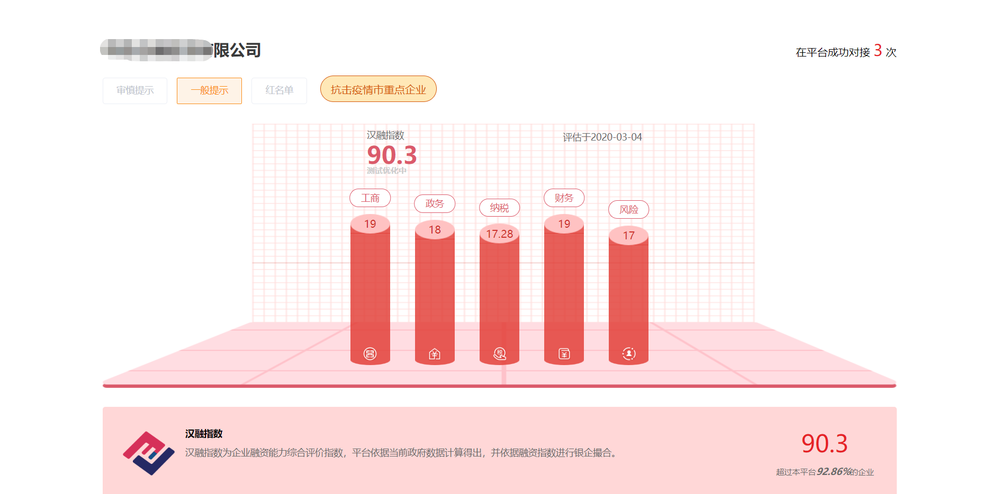 限公司
在平台成功对接 3 次
审慎提示 一般提示 红名单 抗击疫情市重点企业
汉融指数
评估于2020-03-04
90.3
测试优化中
工商 政务 纳税 财务 风险
19 18 17.28 19 17
税
汉融指数
汉融指数为企业融资能力综合评价指数，平台依据当前政府数据计算得出，并依据融资指数进行银企撮合。
90.3
超过本平台92.86%的企业